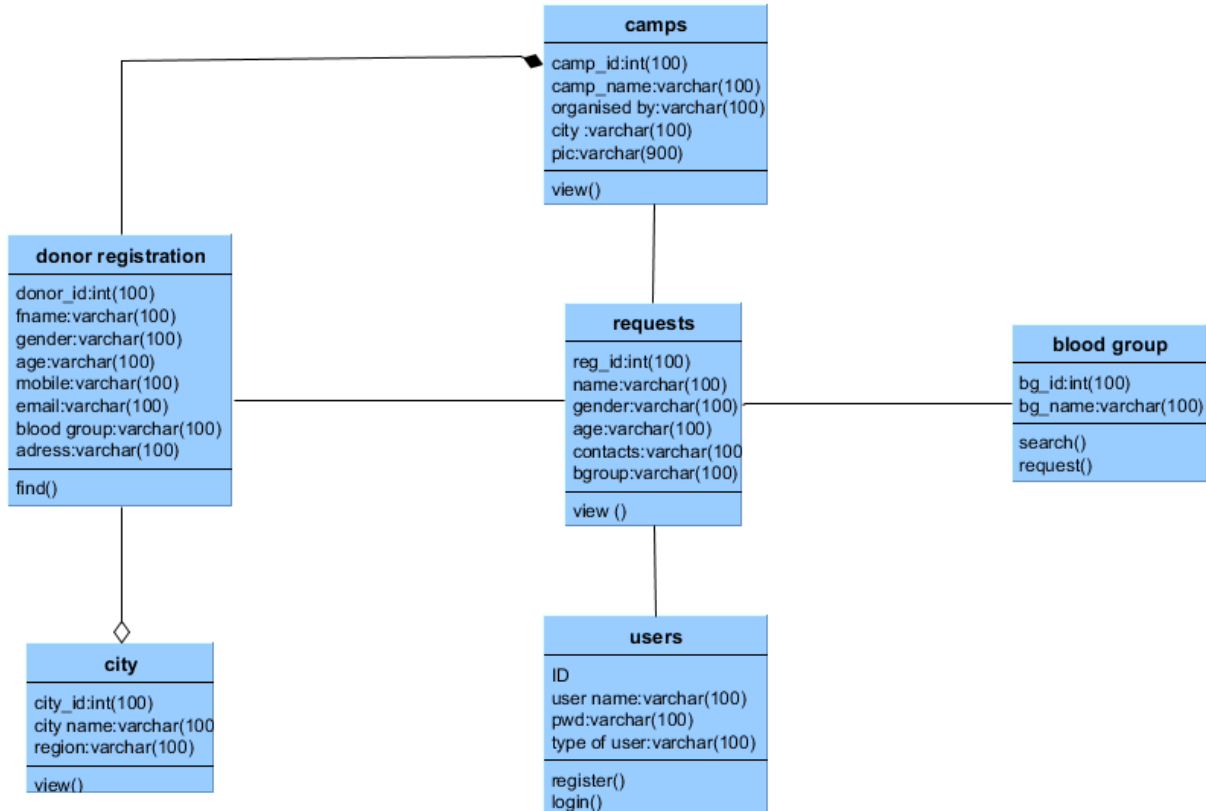 camps
camp_id:int(100)
camp_name:varchar(100)
organised by:varchar(100)
city :varchar(100)
pic:varchar(900)
view()
donor registration
donor_id:int(100)
fname:varchar(100)
gender:varchar(100)
age:varchar(100)
mobile:varchar(100)
email:varchar(100)
blood group:varchar(100)
adress:varchar(100)
find()
requests
reg_id:int(100)
name:varchar(100)
gender:varchar(100)
age:varchar(100)
contacts:varchar(100
bgroup:varchar(100)
view ()
blood group
bg_id:int(100)
bg_name:varchar(100)
search()
request()
city
city_id:int(100)
city name:varchar(100
region:varchar(100)
view()
users
ID
user name:varchar(100)
pwd:varchar(100)
type of user:varchar(100)
register()
login()